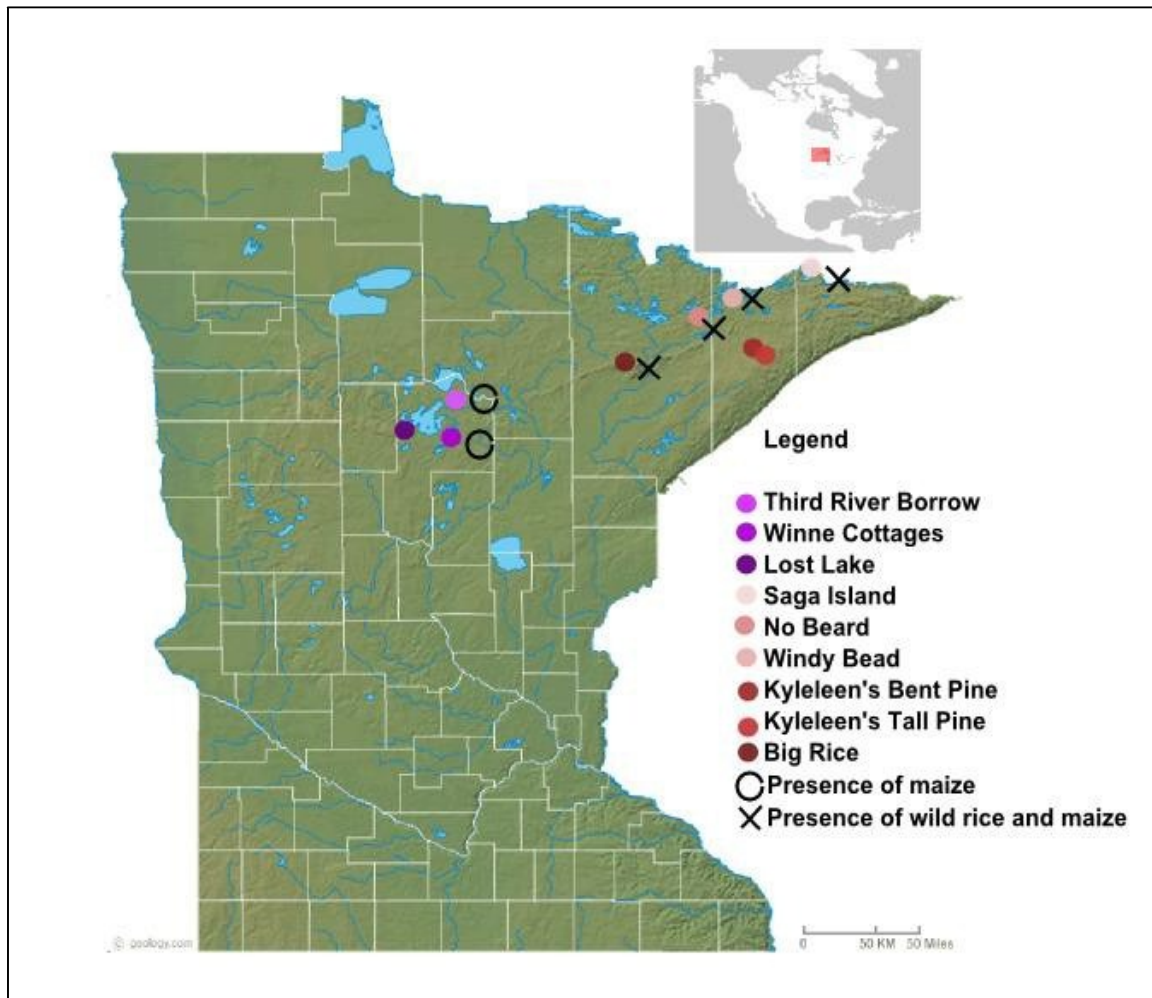 Legend
Third River Borrow
Winne Cottages
Lost Lake
Saga Island
No Beard
Windy Bead
Kyleleen's Bent Pine
Kyleleen's Tall Pine
Big Rice
Presence of maize
Presence of wild rice and maize
© geology.com
0 50 KM 50 Miles